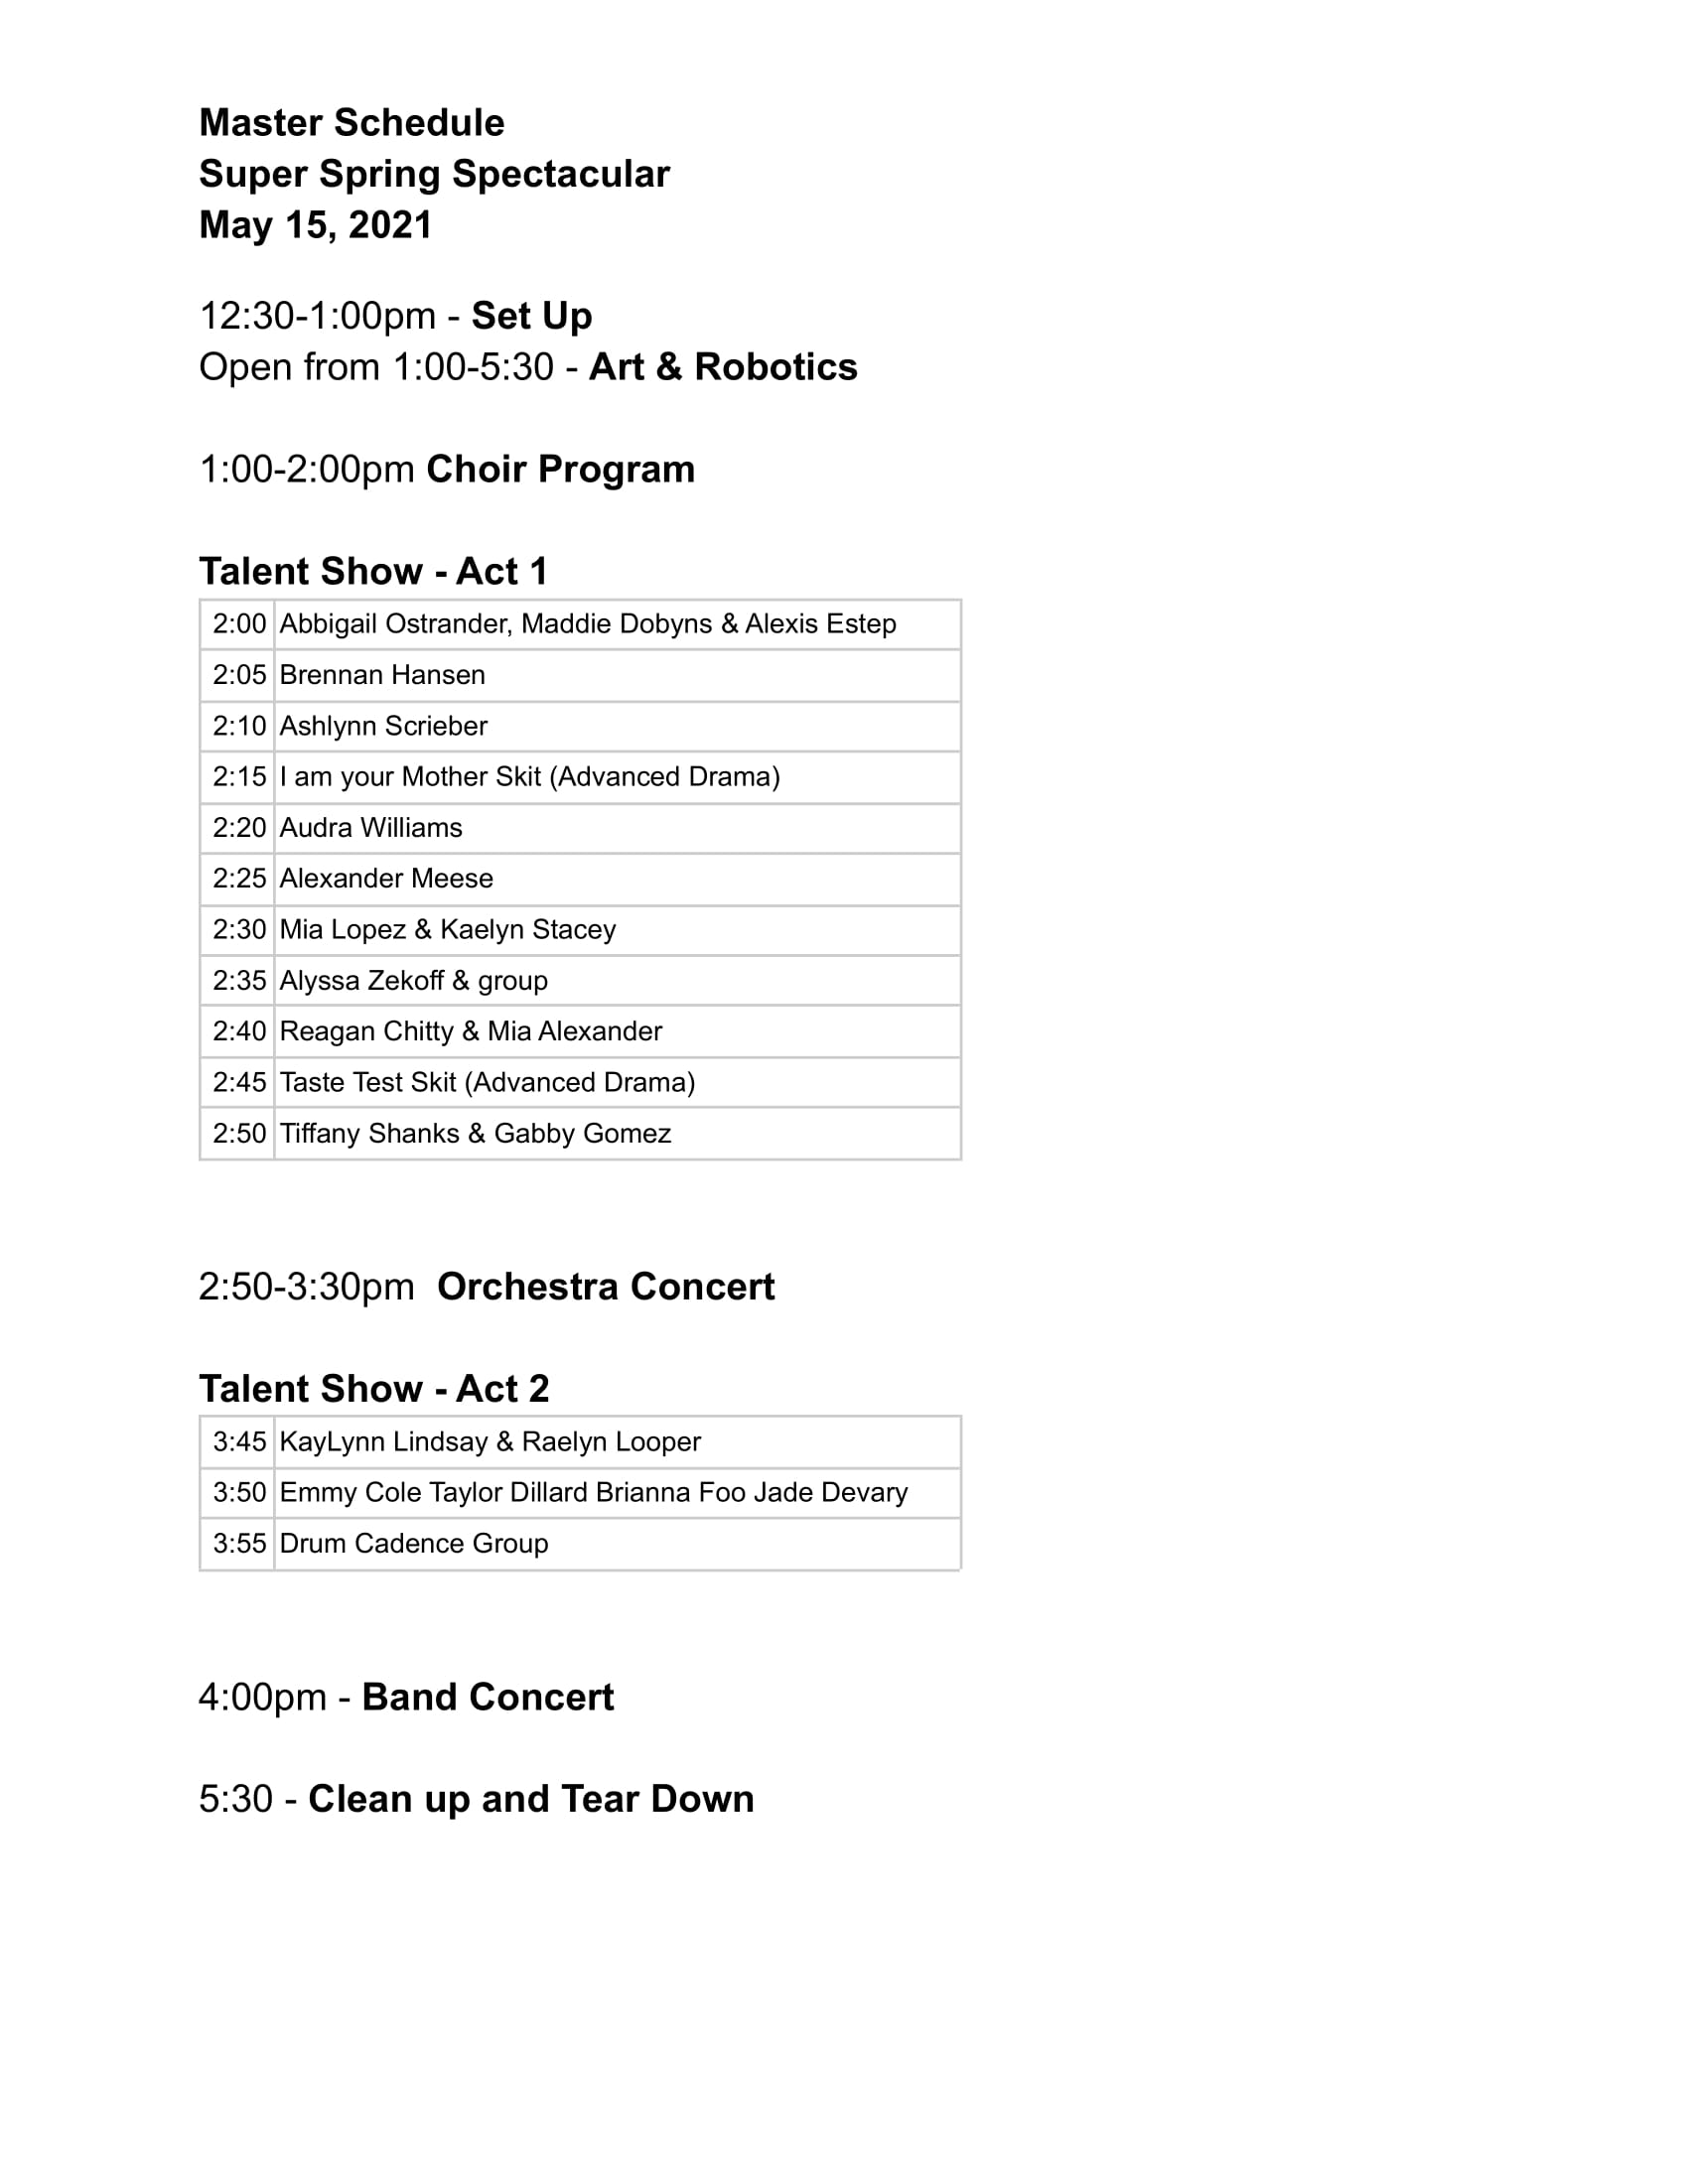 Master Schedule
Super Spring Spectacular
May 15, 2021
12:30-1:00pm - Set Up
Open from 1:00-5:30 - Art & Robotics
1:00-2:00pm Choir Program
Talent Show - Act 1
2:00 Abbigail Ostrander, Maddie Dobyns & Alexis Estep
2:05 Brennan Hansen
2:10 Ashlynn Scrieber
2:15 I am your Mother Skit (Advanced Drama)
2:20 Audra Williams
2:25 Alexander Meese
2:30 Mia Lopez & Kaelyn Stacey
2:35 Alyssa Zekoff & group
2:40 Reagan Chitty & Mia Alexander
2:45 Taste Test Skit (Advanced Drama)
2:50 Tiffany Shanks & Gabby Gomez
2:50-3:30pm  Orchestra Concert
Talent Show - Act 2
3:45 KayLynn Lindsay & Raelyn Looper
3:50 Emmy Cole Taylor Dillard Brianna Foo Jade Devary
3:55 Drum Cadence Group
4:00pm - Band Concert
5:30 - Clean up and Tear Down